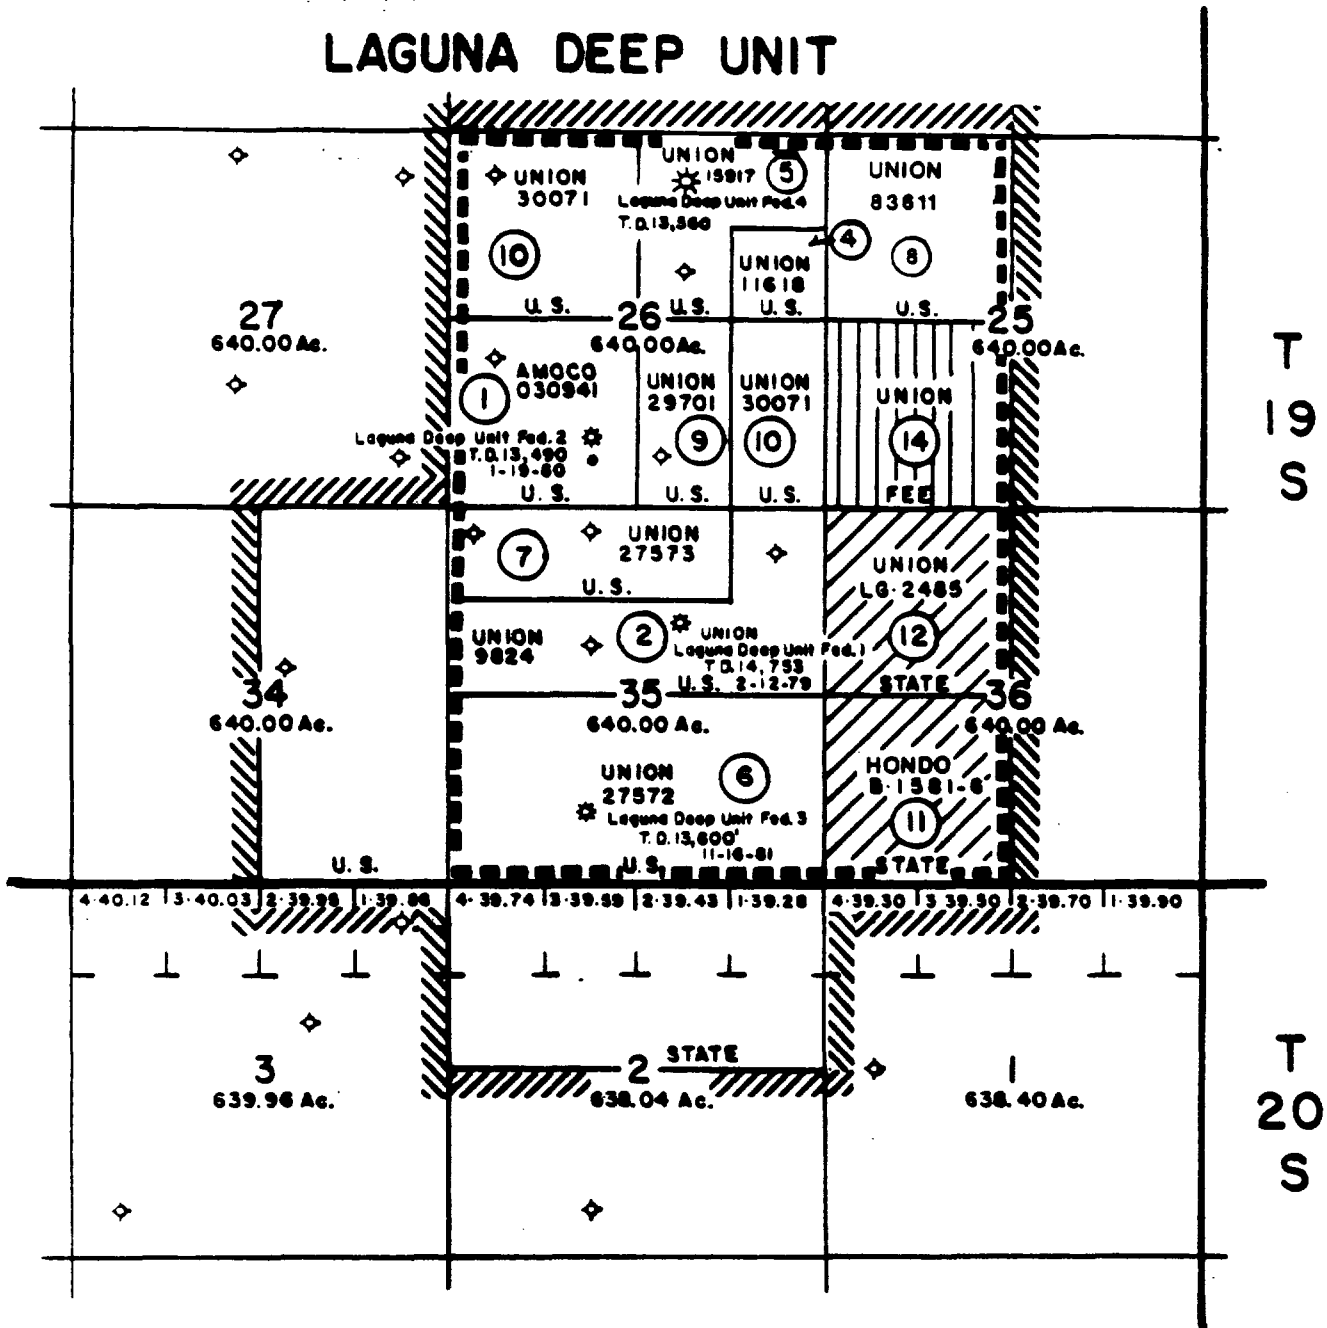 LAGUNA DEEP UNIT
UNION
15917
5
Laguna Deep Unit Fed. 4
T.D. 13,560
UNION
30071
10
U.S.
UNION
83611
8
U.S.
4
UNION
11618
U.S.
U.S.
27
640.00 Ac.
26
640.00 Ac.
25
640.00 Ac.
T
19
S
AMOCO
030941
1
Laguna Deep Unit Fed. 2
T.D. 13,490
1-19-80
U.S.
UNION
29701
9
U.S.
UNION
30071
10
U.S.
UNION
14
FEE
7
UNION
27573
U.S.
UNION
LG-2485
12
STATE
UNION
9824
2
UNION
Laguna Deep Unit Fed. 1
T.D. 14,753
U.S. 2-12-79
34
640.00 Ac.
35
640.00 Ac.
36
640.00 Ac.
UNION
27572
6
Laguna Deep Unit Fed. 3
T.D. 13,600'
11-16-81
U.S.
HONDO
B-1581-6
11
STATE
U.S.
4-40.12 3-40.03 2-39.95 1-39.86 4-39.74 3-39.59 2-39.43 1-39.28 4-39.30 3 39.50 2-39.70 1-39.90
3
639.96 Ac.
STATE
2
638.04 Ac.
1
638.40 Ac.
T
20
S